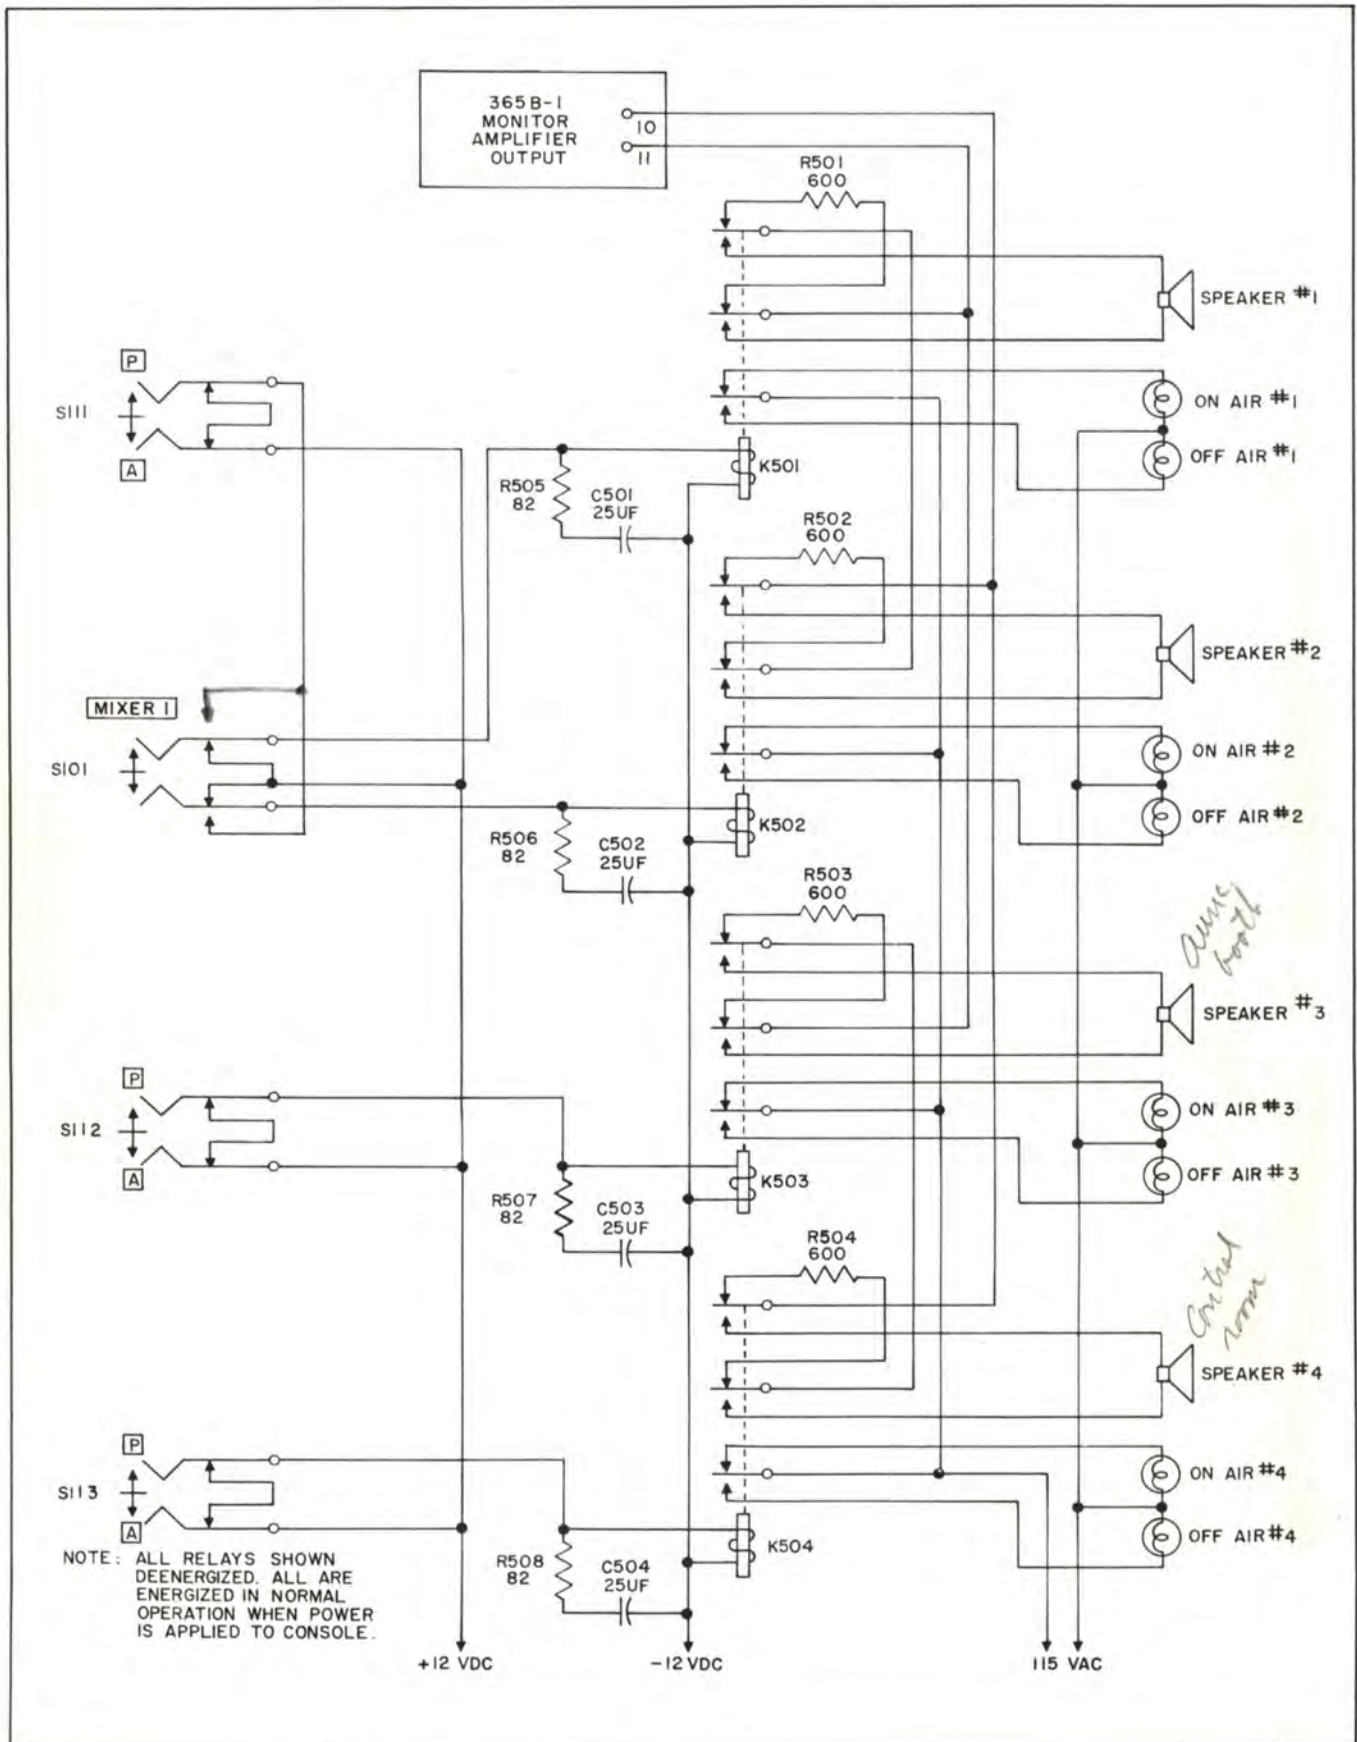 365B-1
MONITOR
AMPLIFIER
OUTPUT
10
11
R501
600
SPEAKER #1
P
S111
A
ON AIR #1
OFF AIR #1
K501
R505
82
C501
25UF
R502
600
SPEAKER #2
MIXER 1
S101
ON AIR #2
OFF AIR #2
K502
R506
82
C502
25UF
R503
600
booth
SPEAKER #3
P
S112
A
ON AIR #3
OFF AIR #3
K503
R507
82
C503
25UF
R504
600
Control
room
SPEAKER #4
P
S113
A
ON AIR #4
OFF AIR #4
K504
R508
82
C504
25UF
NOTE: ALL RELAYS SHOWN
DEENERGIZED. ALL ARE
ENERGIZED IN NORMAL
OPERATION WHEN POWER
IS APPLIED TO CONSOLE.
+12 VDC
-12 VDC
115 VAC